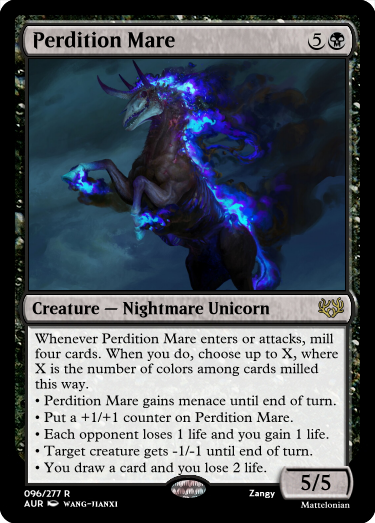 Perdition Mare 5
Creature — Nightmare Unicorn
Whenever Perdition Mare enters or attacks, mill
four cards. When you do, choose up to X, where
X is the number of colors among cards milled
this way.
• Perdition Mare gains menace until end of turn.
• Put a +1/+1 counter on Perdition Mare.
• Each opponent loses 1 life and you gain 1 life.
• Target creature gets -1/-1 until end of turn.
• You draw a card and you lose 2 life.
5/5
096/277 R
AUR WANG-HANXI
Zangy
Mattelonian